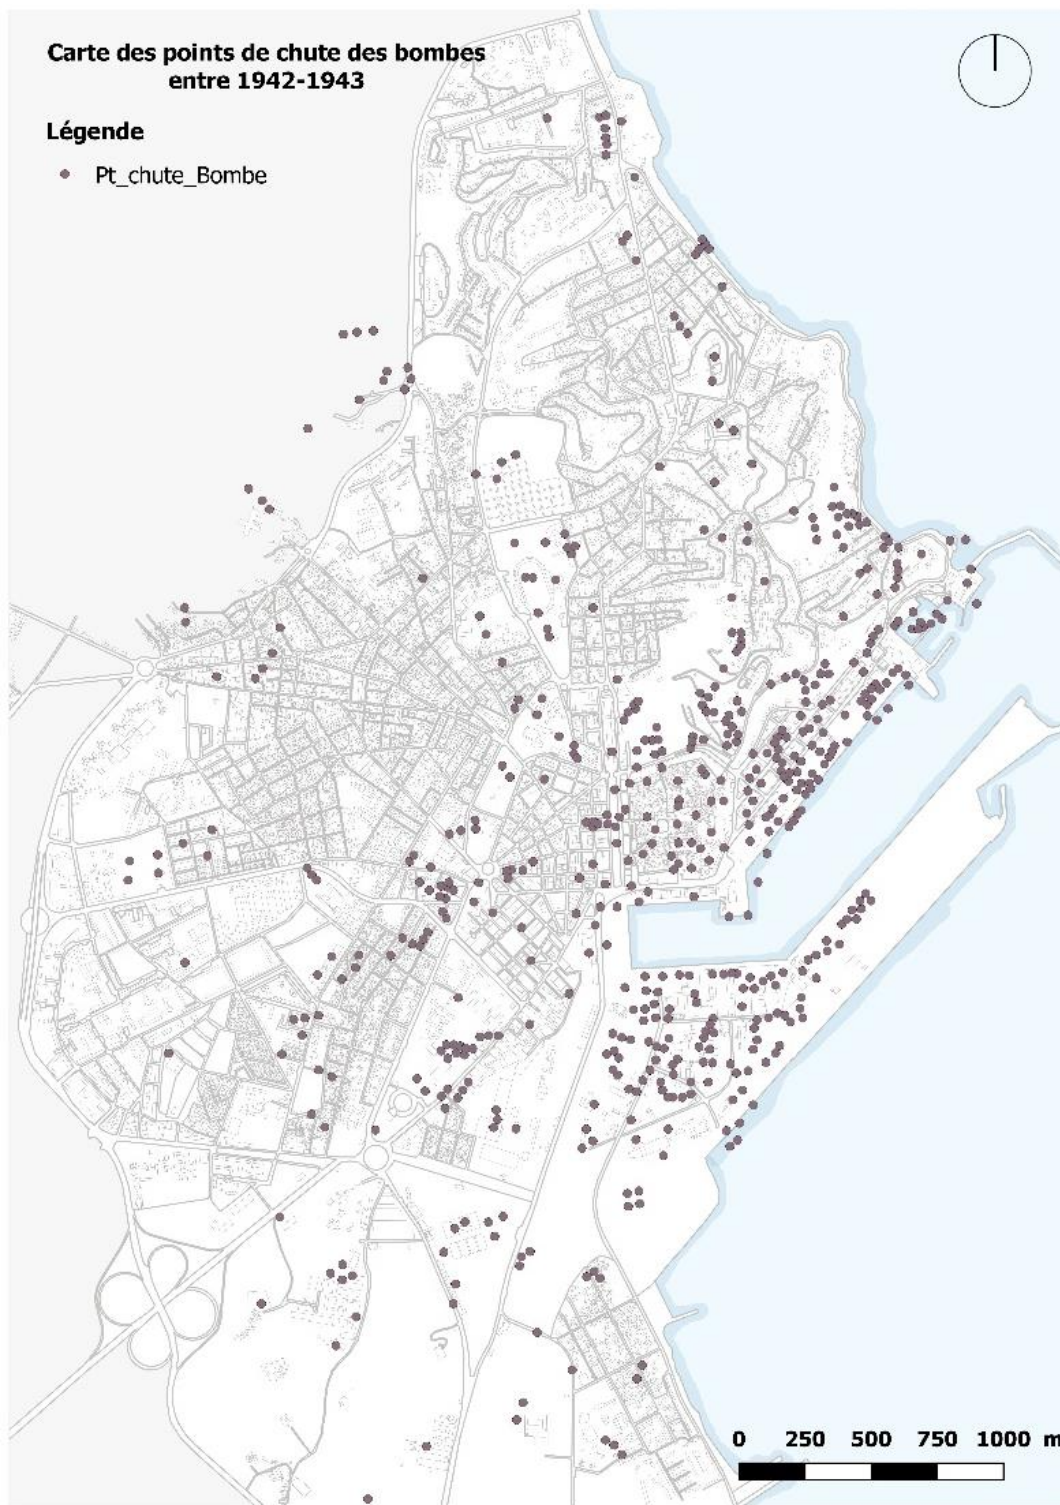 Carte des points de chute des bombes
entre 1942-1943
Légende
Pt_chute_Bombe
0 250 500 750 1000 m